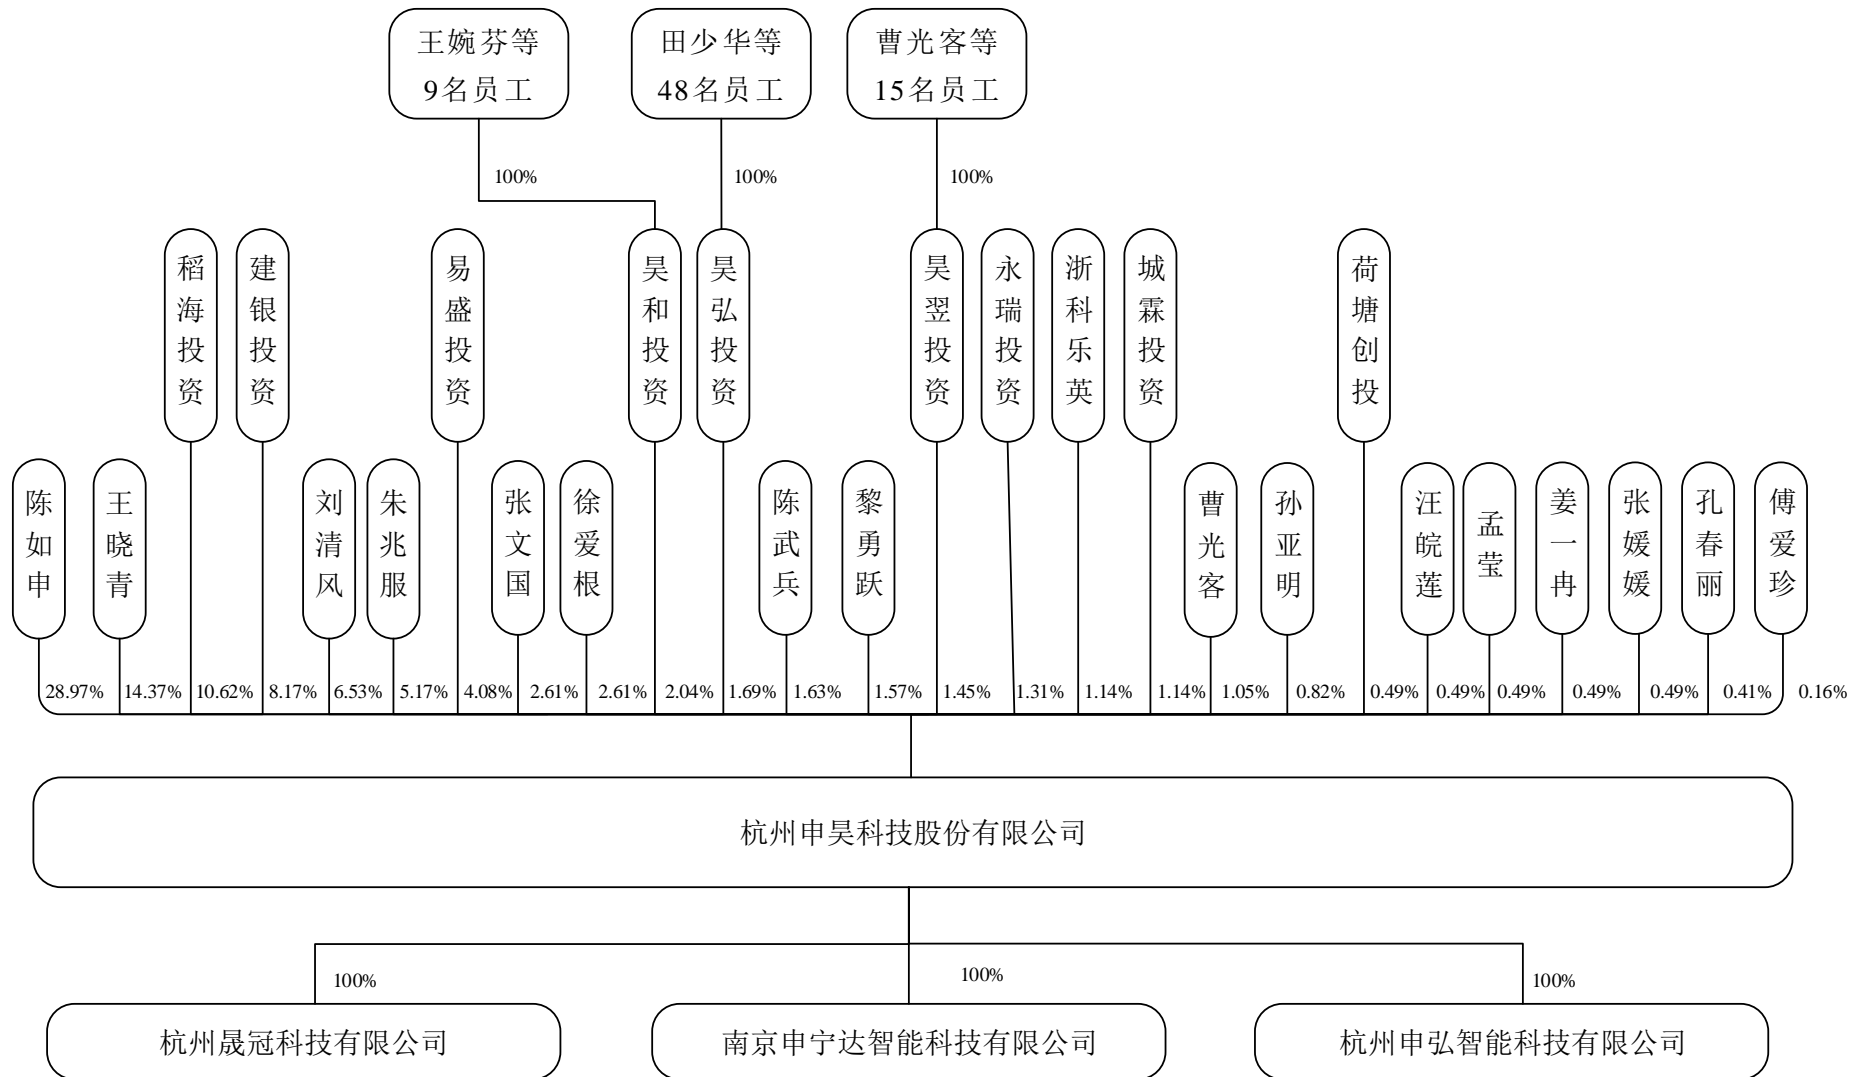 王婉芬等
9名员工
田少华等
48名员工
曹光客等
15名员工
100%
100%
100%
稻海投资
建银投资
易盛投资
昊和投资
昊弘投资
昊翌投资
永瑞投资
浙科乐英
城霖投资
荷塘创投
陈如申
王晓青
刘清风
朱兆服
张文国
徐爱根
陈武兵
黎勇跃
曹光客
孙亚明
汪皖莲
孟莹
姜一冉
张媛媛
孔春丽
傅爱珍
28.97%
14.37%
10.62%
8.17%
6.53%
5.17%
4.08%
2.61%
2.61%
2.04%
1.69%
1.63%
1.57%
1.45%
1.31%
1.14%
1.14%
1.05%
0.82%
0.49%
0.49%
0.49%
0.49%
0.49%
0.41%
0.16%
杭州申昊科技股份有限公司
100%
100%
100%
杭州晟冠科技有限公司
南京申宁达智能科技有限公司
杭州申弘智能科技有限公司